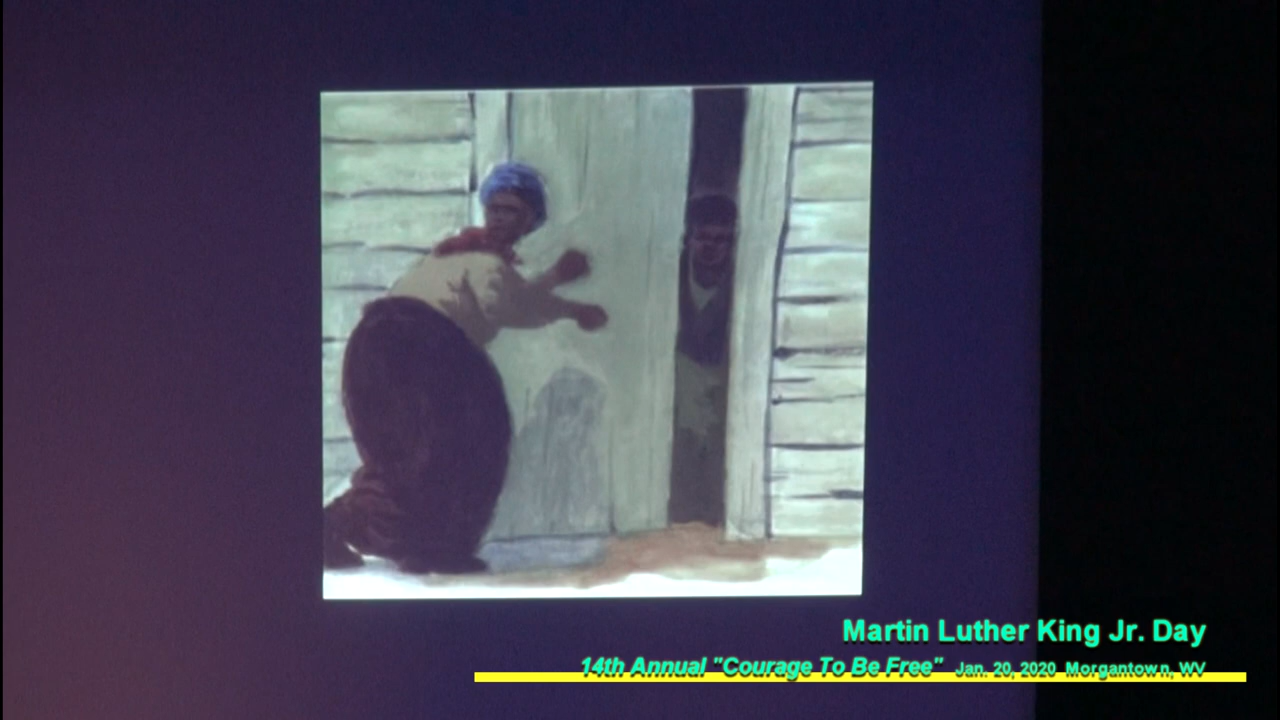 Martin Luther King Jr. Day
14th Annual "Courage To Be Free" Jan. 20, 2020 Morgantown, WV